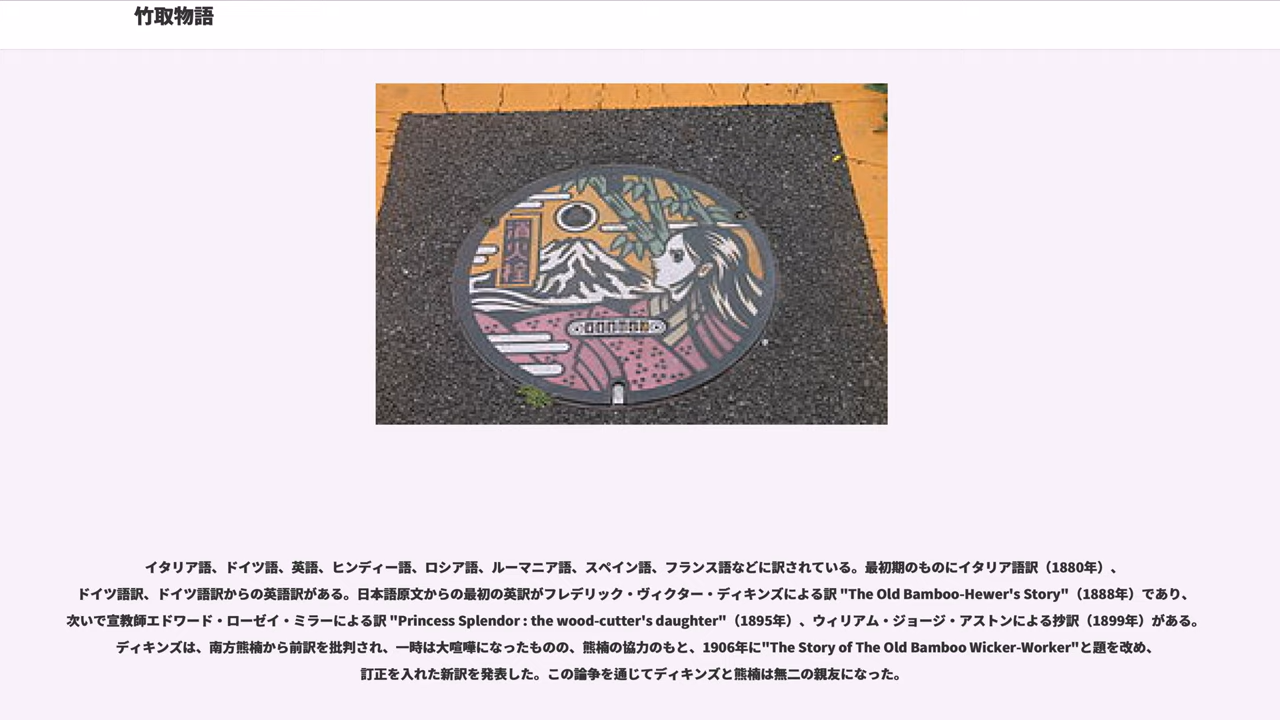 竹取物語
消火栓
イタリア語、ドイツ語、英語、ヒンディー語、ロシア語、ルーマニア語、スペイン語、フランス語などに訳されている。最初期のものにイタリア語訳（1880年）、
ドイツ語訳、ドイツ語訳からの英語訳がある。日本語原文からの最初の英訳がフレデリック・ヴィクター・ディキンズによる訳 "The Old Bamboo-Hewer's Story"（1888年）であり、
次いで宣教師エドワード・ローゼイ・ミラーによる訳 "Princess Splendor : the wood-cutter's daughter"（1895年）、ウィリアム・ジョージ・アストンによる抄訳（1899年）がある。
ディキンズは、南方熊楠から前訳を批判され、一時は大喧嘩になったものの、熊楠の協力のもと、1906年に"The Story of The Old Bamboo Wicker-Worker"と題を改め、
訂正を入れた新訳を発表した。この論争を通じてディキンズと熊楠は無二の親友になった。